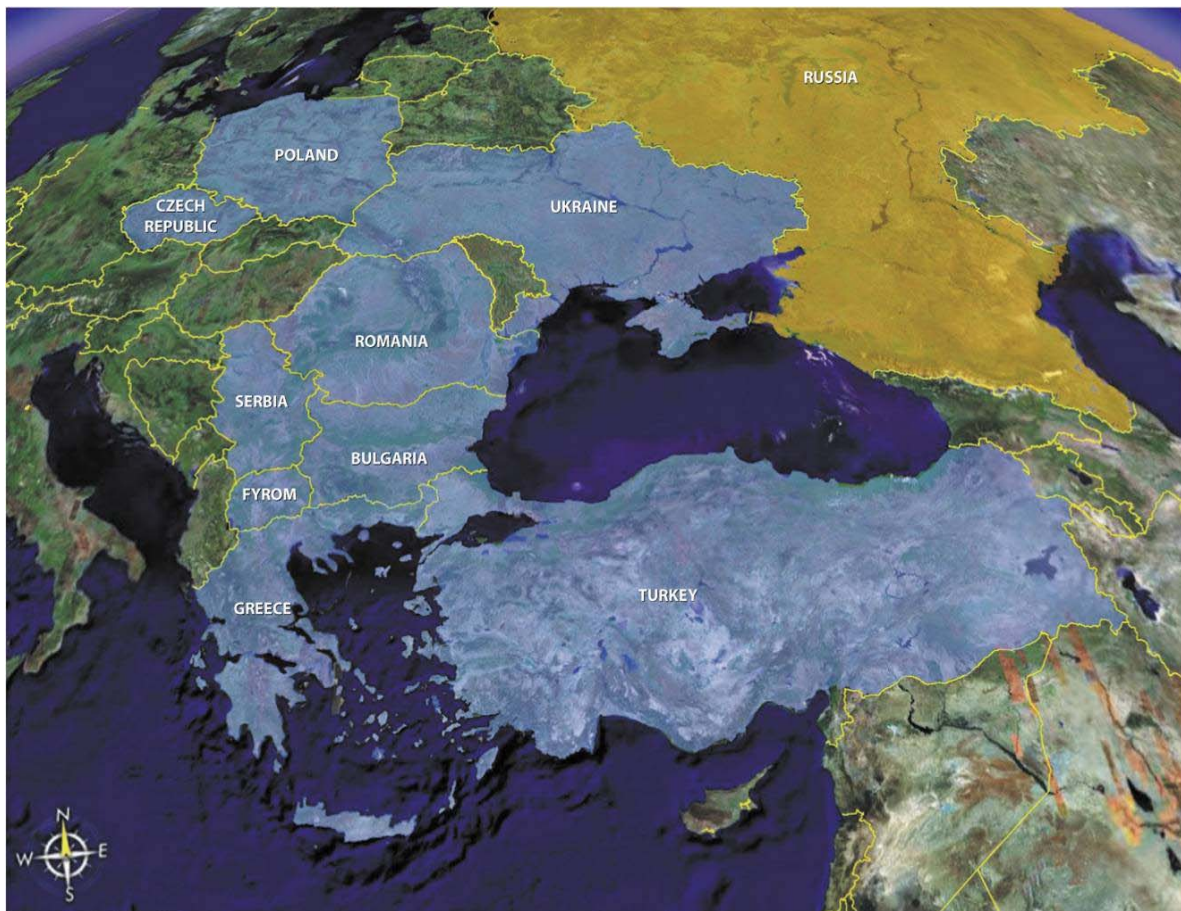 RUSSIA
POLAND
CZECH
REPUBLIC
UKRAINE
ROMANIA
SERBIA
BULGARIA
FYROM
GREECE
TURKEY
N
W E
S